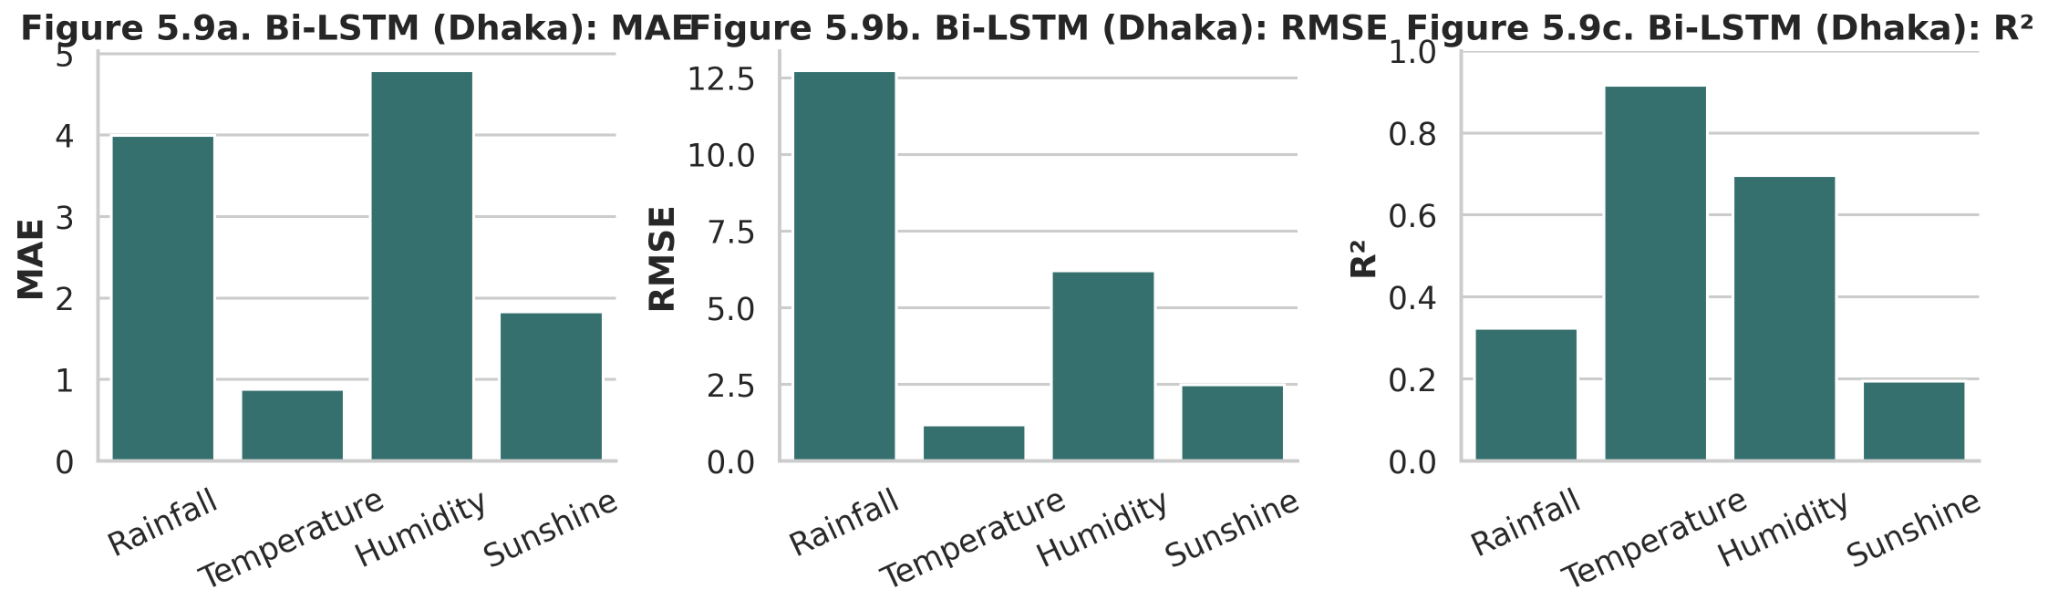 Figure 5.9a. Bi-LSTM (Dhaka): MAE
5
4
3
2
1
0
MAE
Rainfall
Temperature
Humidity
Sunshine
Figure 5.9b. Bi-LSTM (Dhaka): RMSE
12.5
10.0
7.5
5.0
2.5
0.0
RMSE
Rainfall
Temperature
Humidity
Sunshine
Figure 5.9c. Bi-LSTM (Dhaka): R²
1.0
0.8
0.6
0.4
0.2
0.0
R²
Rainfall
Temperature
Humidity
Sunshine